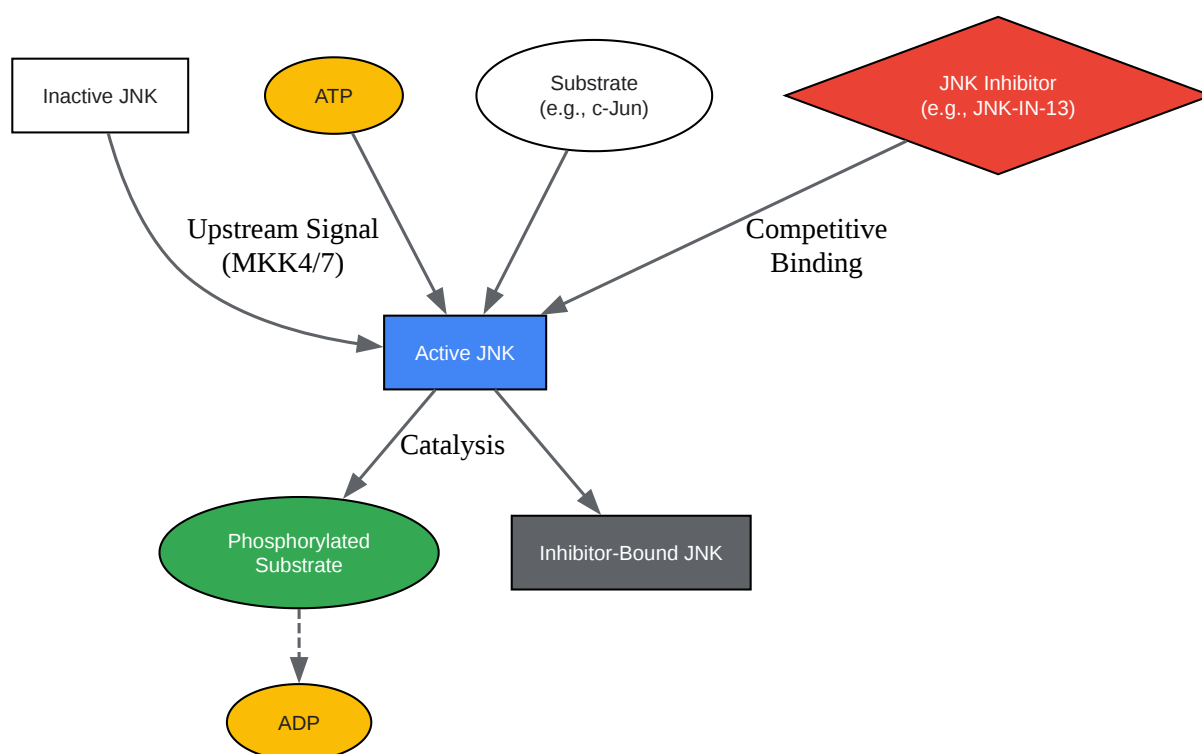 Inactive JNK
ATP
Substrate
(e.g., c-Jun)
JNK Inhibitor
(e.g., JNK-IN-13)
Upstream Signal
(MKK4/7)
Competitive
Binding
Active JNK
Catalysis
Phosphorylated
Substrate
Inhibitor-Bound JNK
ADP